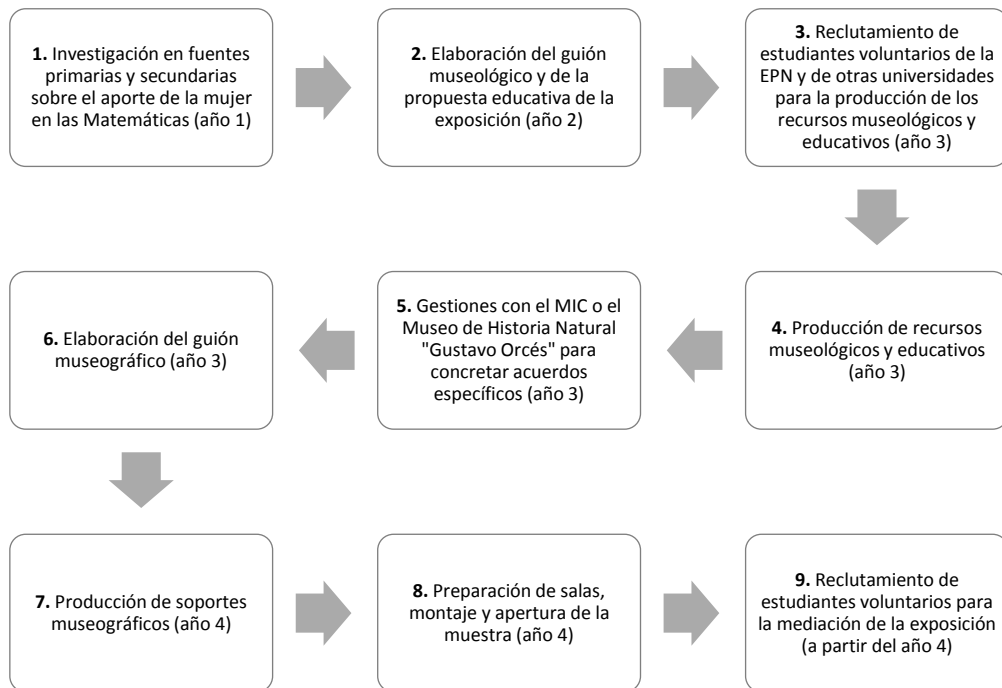 1. Investigación en fuentes
primarias y secundarias
sobre el aporte de la mujer
en las Matemáticas (año 1)
2. Elaboración del guión
museológico y de la
propuesta educativa de la
exposición (año 2)
3. Reclutamiento de
estudiantes voluntarios de la
EPN y de otras universidades
para la producción de los
recursos museológicos y
educativos (año 3)
4. Producción de recursos
museológicos y educativos
(año 3)
5. Gestiones con el MIC o el
Museo de Historia Natural
"Gustavo Orcés" para
concretar acuerdos
específicos (año 3)
6. Elaboración del guión
museográfico (año 3)
7. Producción de soportes
museográficos (año 4)
8. Preparación de salas,
montaje y apertura de la
muestra (año 4)
9. Reclutamiento de
estudiantes voluntarios para
la mediación de la exposición
(a partir del año 4)